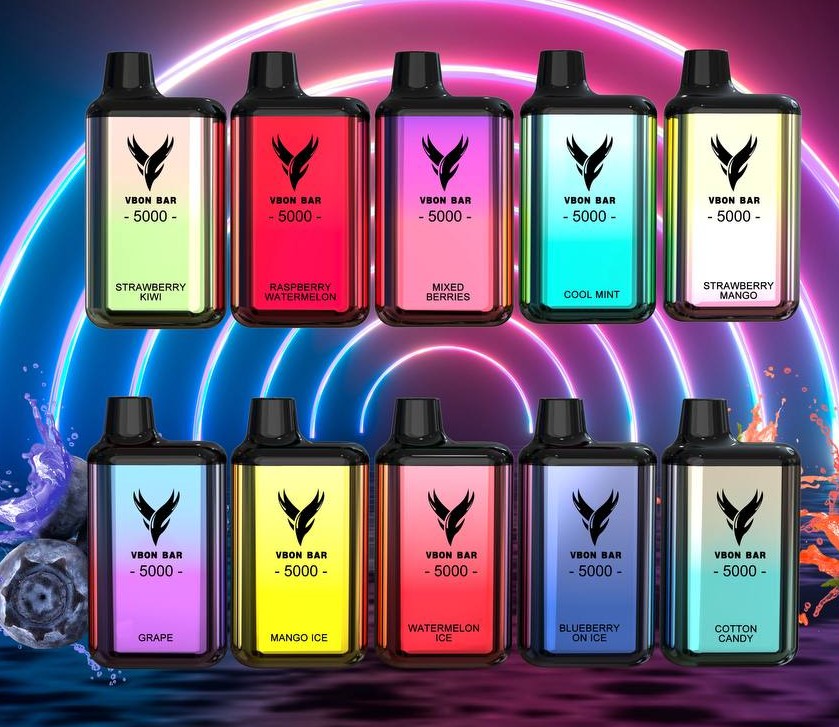 VBON BAR
- 5000 -
STRAWBERRY
KIWI
VBON BAR
- 5000 -
RASPBERRY
WATERMELON
VBON BAR
- 5000 -
MIXED
BERRIES
VBON BAR
- 5000 -
COOL MINT
VBON BAR
- 5000 -
STRAWBERRY
MANGO
VBON BAR
- 5000 -
GRAPE
VBON BAR
- 5000 -
MANGO ICE
VBON BAR
- 5000 -
WATERMELON
ICE
VBON BAR
- 5000 -
BLUEBERRY
ON ICE
VBON BAR
- 5000 -
COTTON
CANDY